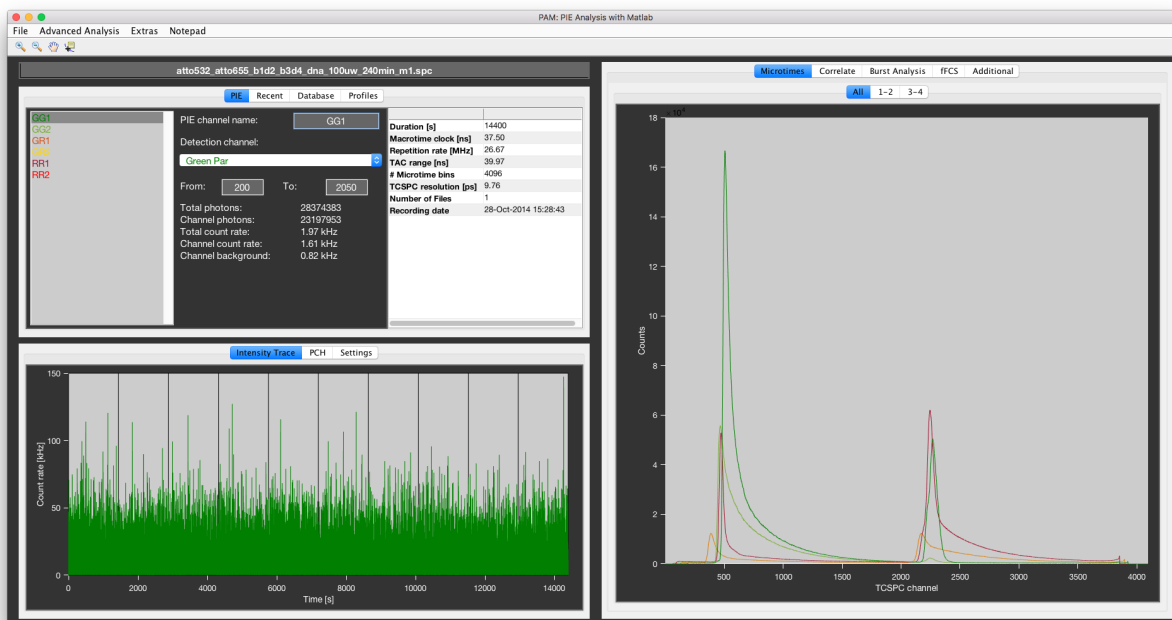 PAM: PIE Analysis with Matlab
File Advanced Analysis Extras Notepad
atto532_atto655_b1d2_b3d4_dna_100uw_240min_m1.spc
PIE Recent Database Profiles
GG1
GG2
GR1
RR1
RR2
PIE channel name: GG1
Detection channel:
Green Par
From: 200 To: 2050
Total photons: 28374383
Channel photons: 23197953
Total count rate: 1.97 kHz
Channel count rate: 1.61 kHz
Channel background: 0.82 kHz
Duration [s] 14400
Macrotime clock [ns] 37.50
Repetition rate [MHz] 26.67
TAC range [ns] 39.97
# Microtime bins 4096
TCSPC resolution [ps] 9.76
Number of Files 1
Recording date 28-Oct-2014 15:28:43
Intensity Trace PCH Settings
150
100
50
0
Count rate [kHz]
0 2000 4000 6000 8000 10000 12000 14000
Time [s]
Microtimes Correlate Burst Analysis fFCS Additional
All 1-2 3-4
18
16
14
12
10
8
6
4
2
0
Counts
500 1000 1500 2000 2500 3000 3500 4000
TCSPC channel